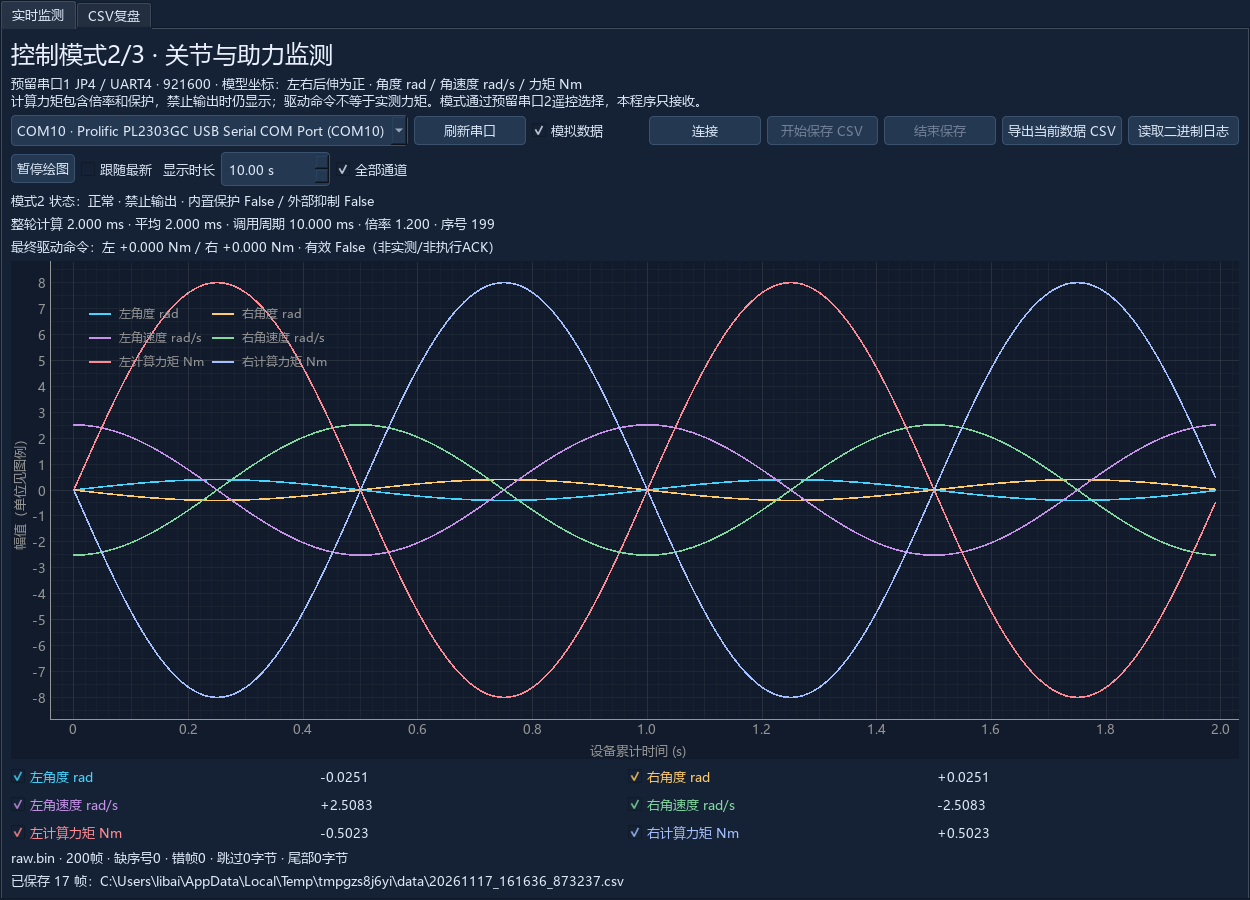 实时监测 CSV复盘
控制模式2/3 · 关节与助力监测
预留串口1 JP4 / UART4 · 921600 · 模型坐标：左右后伸为正 · 角度 rad / 角速度 rad/s / 力矩 Nm
计算力矩包含倍率和保护，禁止输出时仍显示；驱动命令不等于实测力矩。模式通过预留串口2遥控选择，本程序只接收。
COM10 · Prolific PL2303GC USB Serial COM Port (COM10) 刷新串口 ✓ 模拟数据 连接 开始保存 CSV 结束保存 导出当前数据 CSV 读取二进制日志
暂停绘图 跟随最新 显示时长 10.00 s ✓ 全部通道
模式2 状态：正常 · 禁止输出 · 内置保护 False / 外部抑制 False
整轮计算 2.000 ms · 平均 2.000 ms · 调用周期 10.000 ms · 倍率 1.200 · 序号 199
最终驱动命令：左 +0.000 Nm / 右 +0.000 Nm · 有效 False（非实测/非执行ACK）
8
7
6
5
4
3
2
1
0
-1
-2
-3
-4
-5
-6
-7
-8
幅值（单位见图例）
左角度 rad 右角度 rad
左角速度 rad/s 右角速度 rad/s
左计算力矩 Nm 右计算力矩 Nm
0 0.2 0.4 0.6 0.8 1.0 1.2 1.4 1.6 1.8 2.0
设备累计时间 (s)
✓ 左角度 rad -0.0251 ✓ 右角度 rad +0.0251
✓ 左角速度 rad/s +2.5083 ✓ 右角速度 rad/s -2.5083
✓ 左计算力矩 Nm -0.5023 ✓ 右计算力矩 Nm +0.5023
raw.bin · 200帧 · 缺序号0 · 错帧0 · 跳过0字节 · 尾部0字节
已保存 17 帧：C:\Users\libai\AppData\Local\Temp\tmpgzs8j6yi\data\20261117_161636_873237.csv